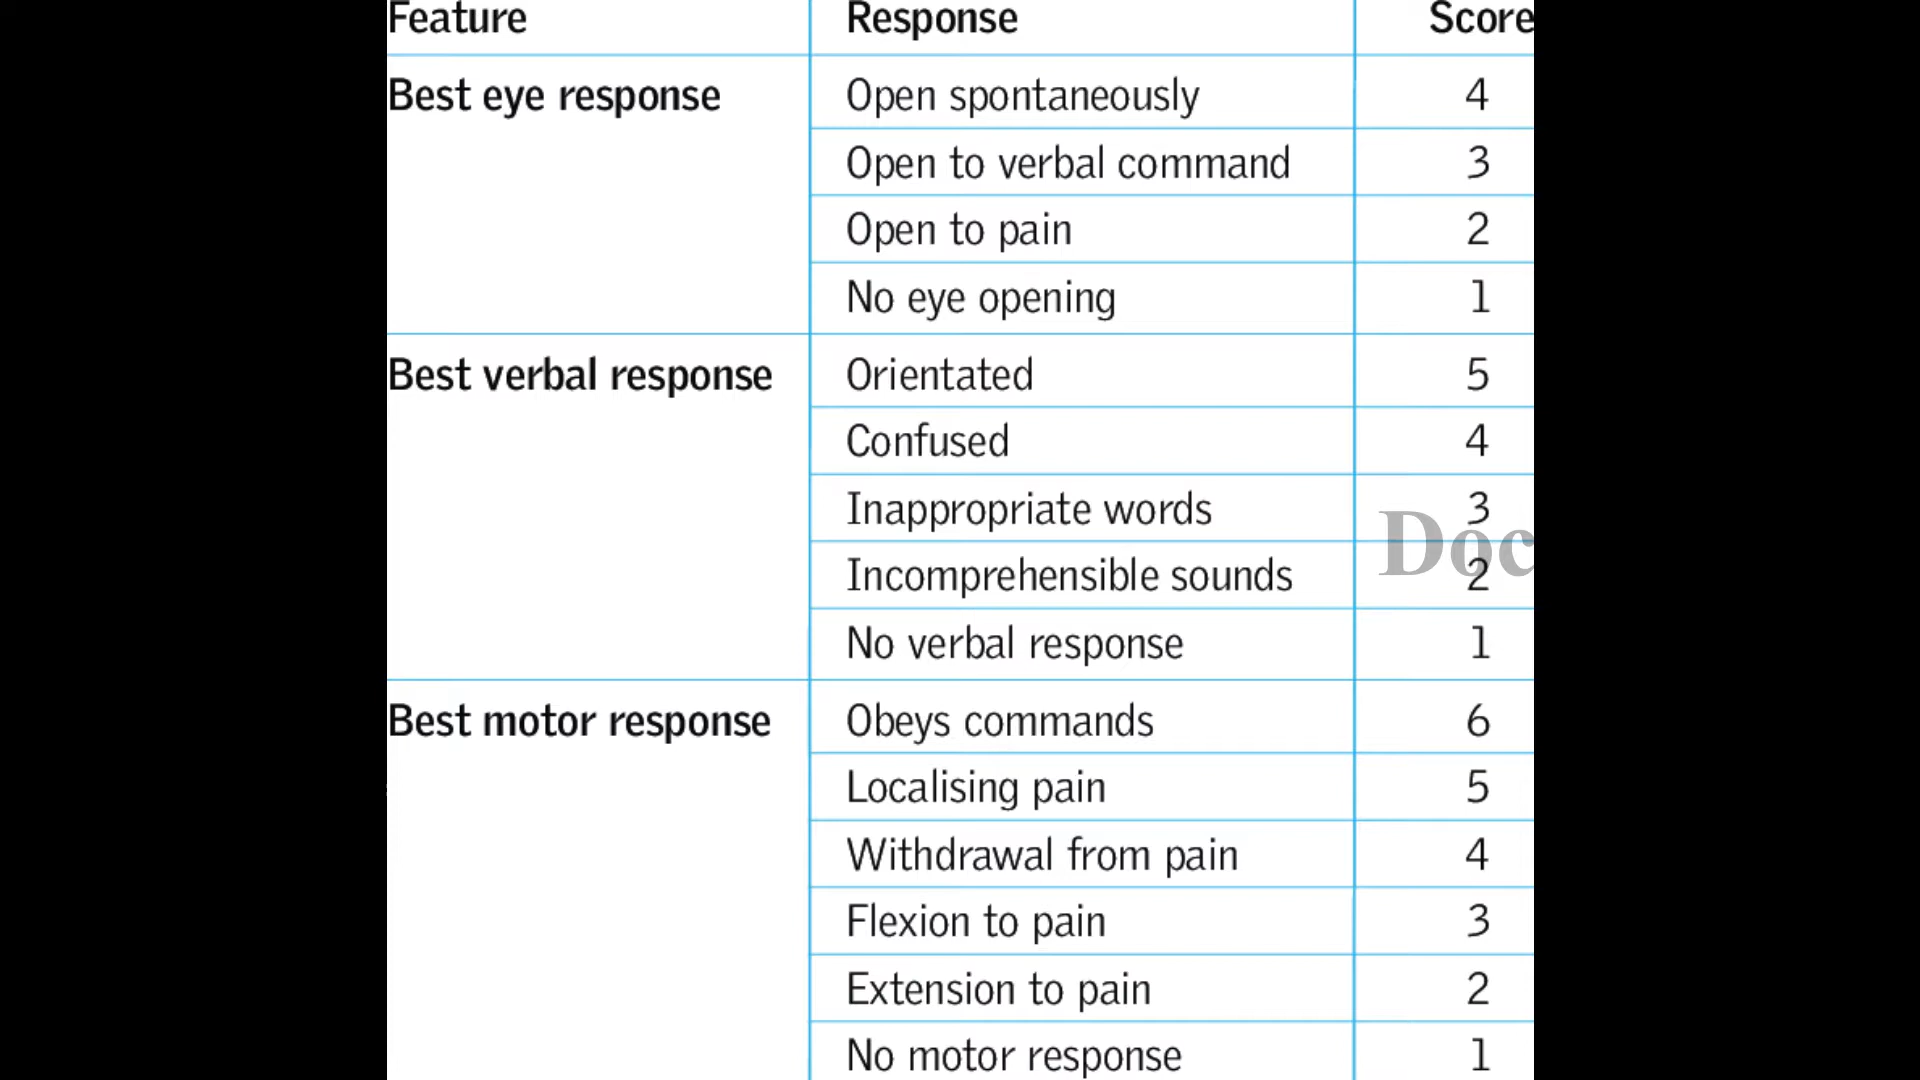 Feature Response Score
Best eye response Open spontaneously 4
Open to verbal command 3
Open to pain 2
No eye opening 1
Best verbal response Orientated 5
Confused 4
Inappropriate words 3
Doc
Incomprehensible sounds 2
No verbal response 1
Best motor response Obeys commands 6
Localising pain 5
Withdrawal from pain 4
Flexion to pain 3
Extension to pain 2
No motor response 1